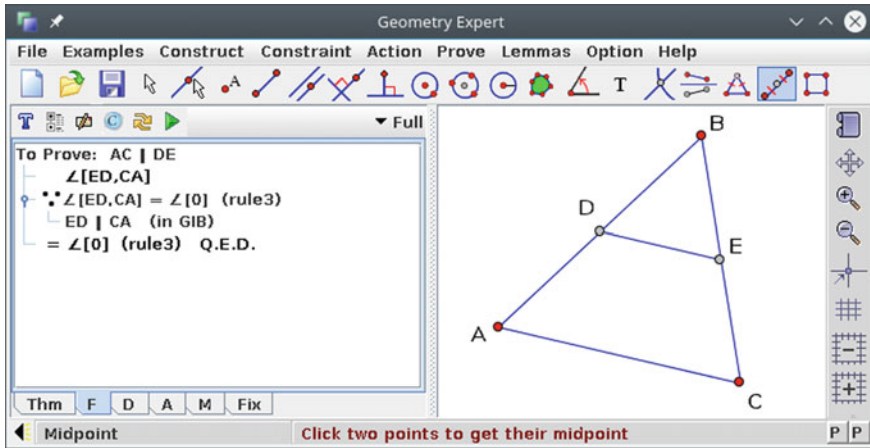 Geometry Expert
File Examples Construct Constraint Action Prove Lemmas Option Help
A T
T C Full
To Prove: AC ∥ DE
∠[ED,CA]
∵∠[ED,CA] = ∠[0] (rule3)
ED ∥ CA (in GIB)
= ∠[0] (rule3) Q.E.D.
B
D
E
A
C
Thm F D A M Fix
Midpoint Click two points to get their midpoint P P